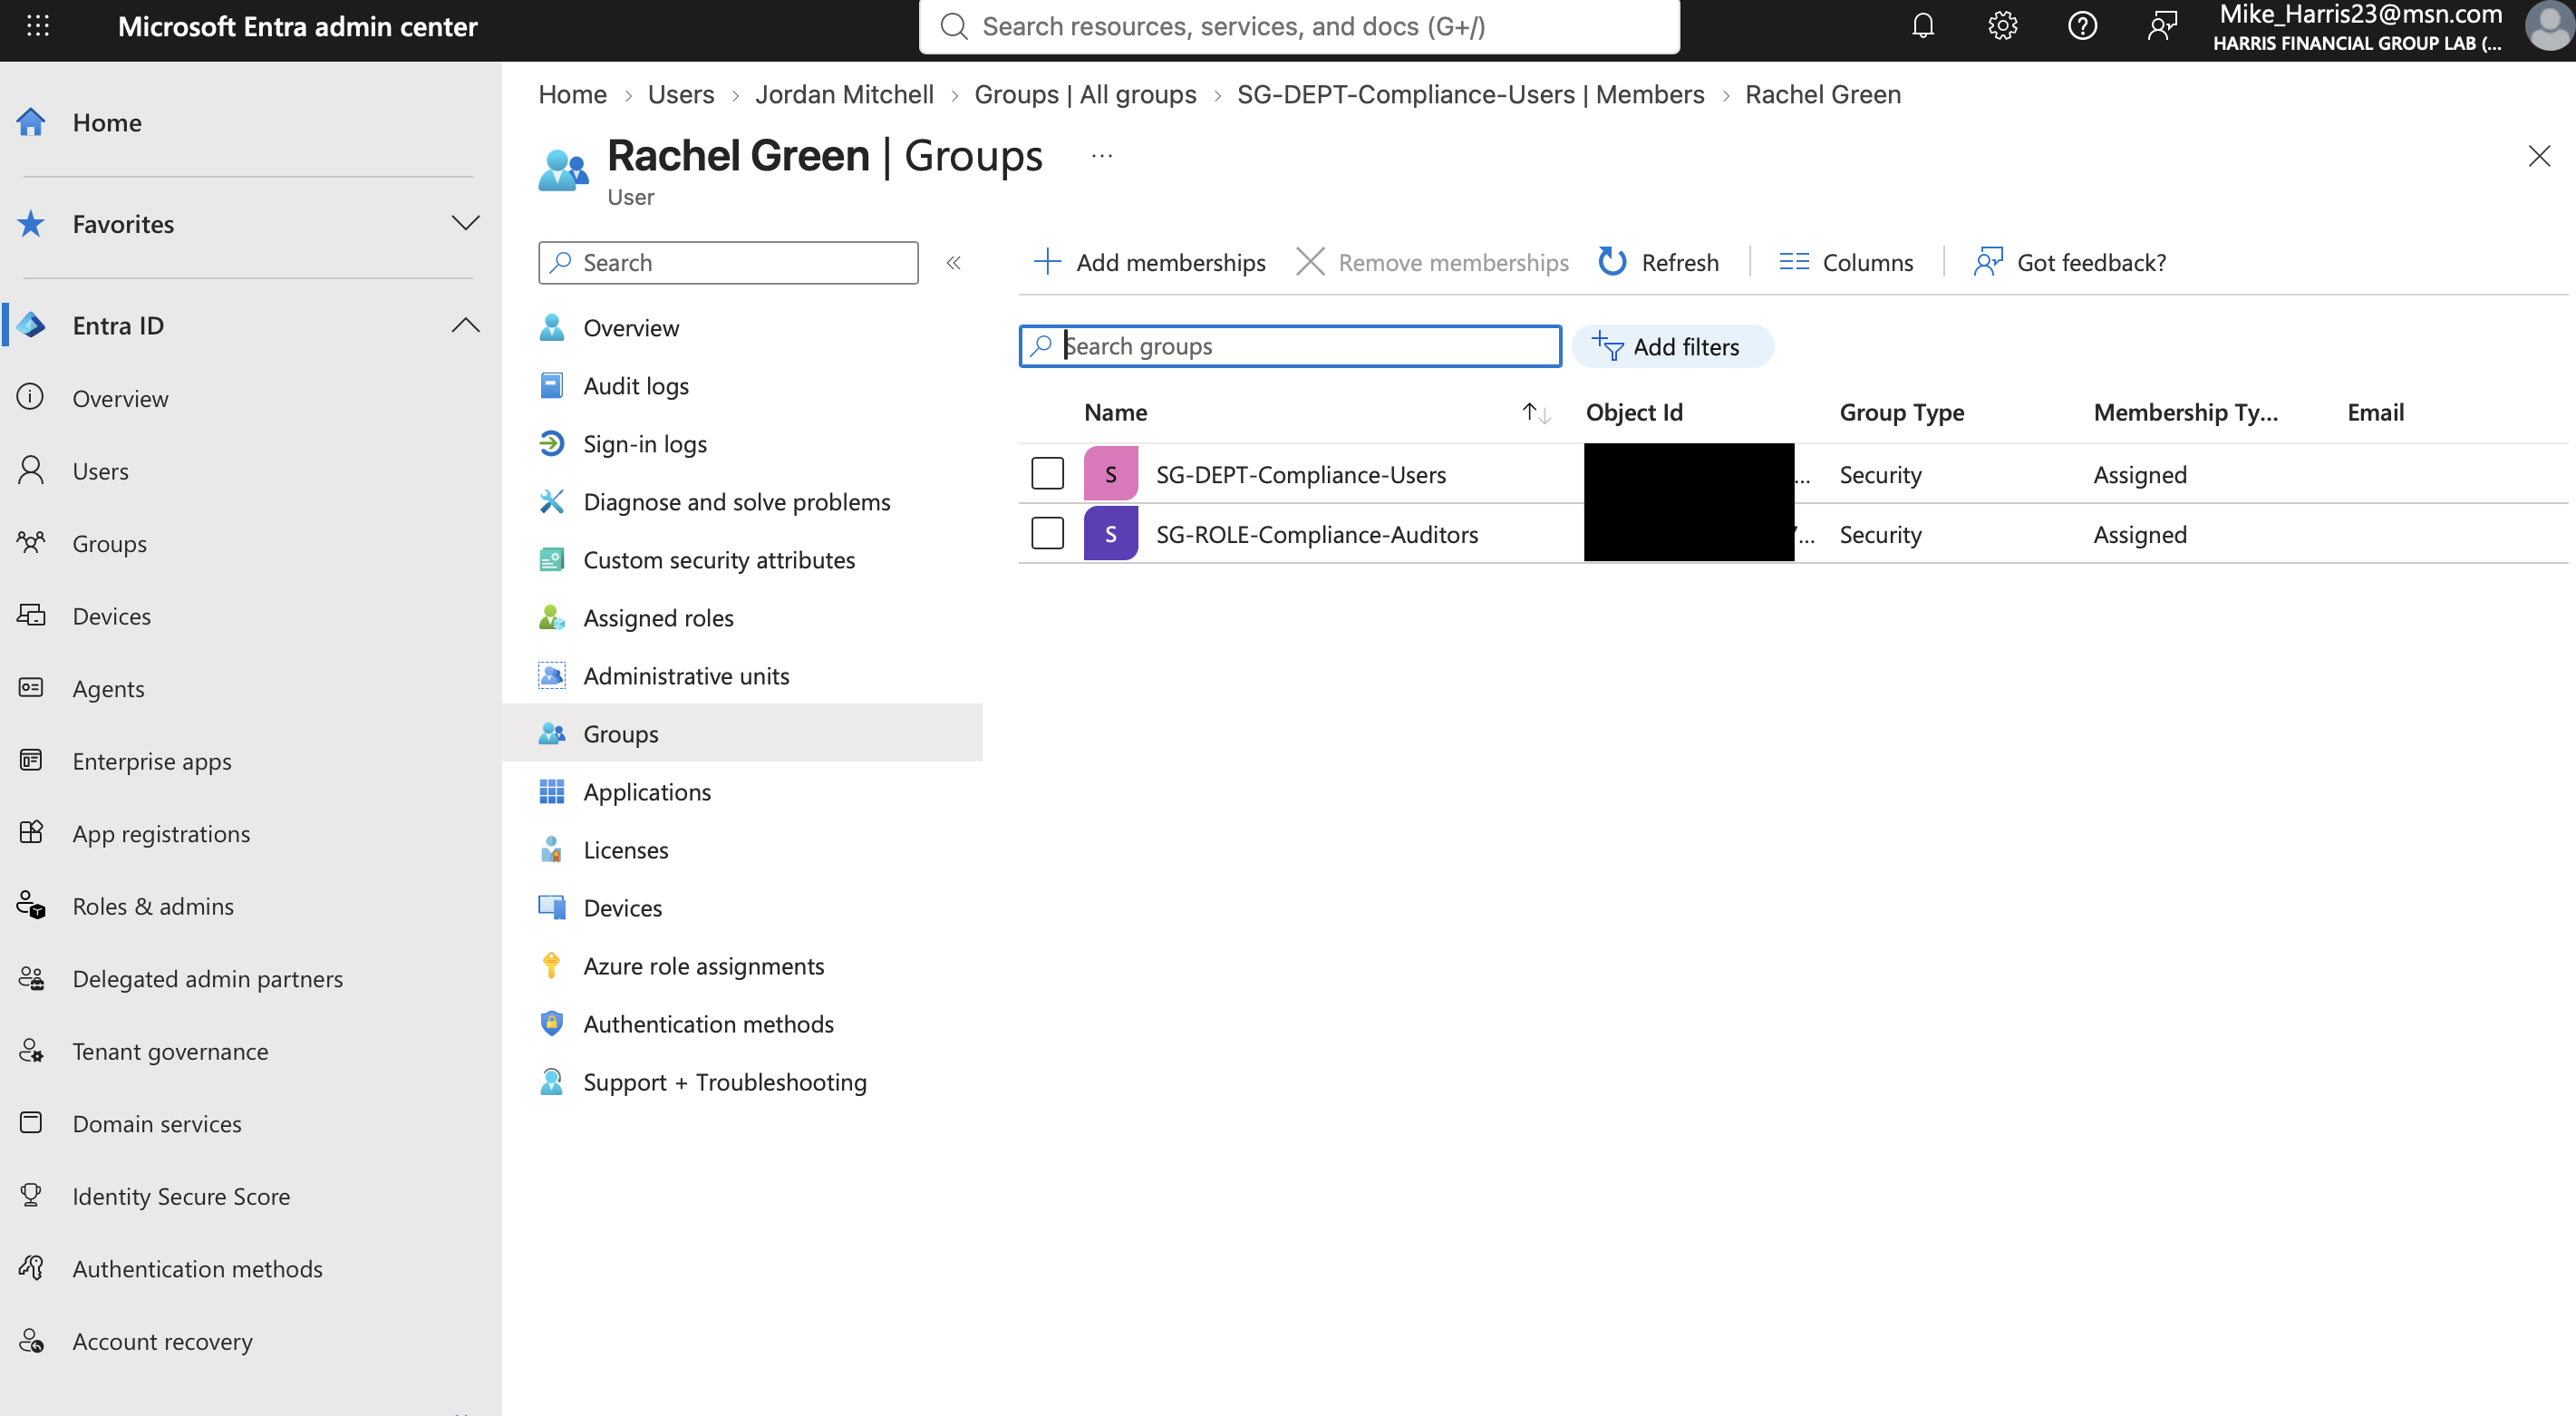 Microsoft Entra admin center
Search resources, services, and docs (G+/)
Mike_Harris23@msn.com
HARRIS FINANCIAL GROUP LAB (...
Home
Favorites
Entra ID
Overview
Users
Groups
Devices
Agents
Enterprise apps
App registrations
Roles & admins
Delegated admin partners
Tenant governance
Domain services
Identity Secure Score
Authentication methods
Account recovery
Home > Users > Jordan Mitchell > Groups | All groups > SG-DEPT-Compliance-Users | Members > Rachel Green
Rachel Green | Groups ...
User
Search
Overview
Audit logs
Sign-in logs
Diagnose and solve problems
Custom security attributes
Assigned roles
Administrative units
Groups
Applications
Licenses
Devices
Azure role assignments
Authentication methods
Support + Troubleshooting
Add memberships Remove memberships Refresh Columns Got feedback?
Search groups Add filters
Name Object Id Group Type Membership Ty... Email
S SG-DEPT-Compliance-Users ... Security Assigned
S SG-ROLE-Compliance-Auditors ... Security Assigned